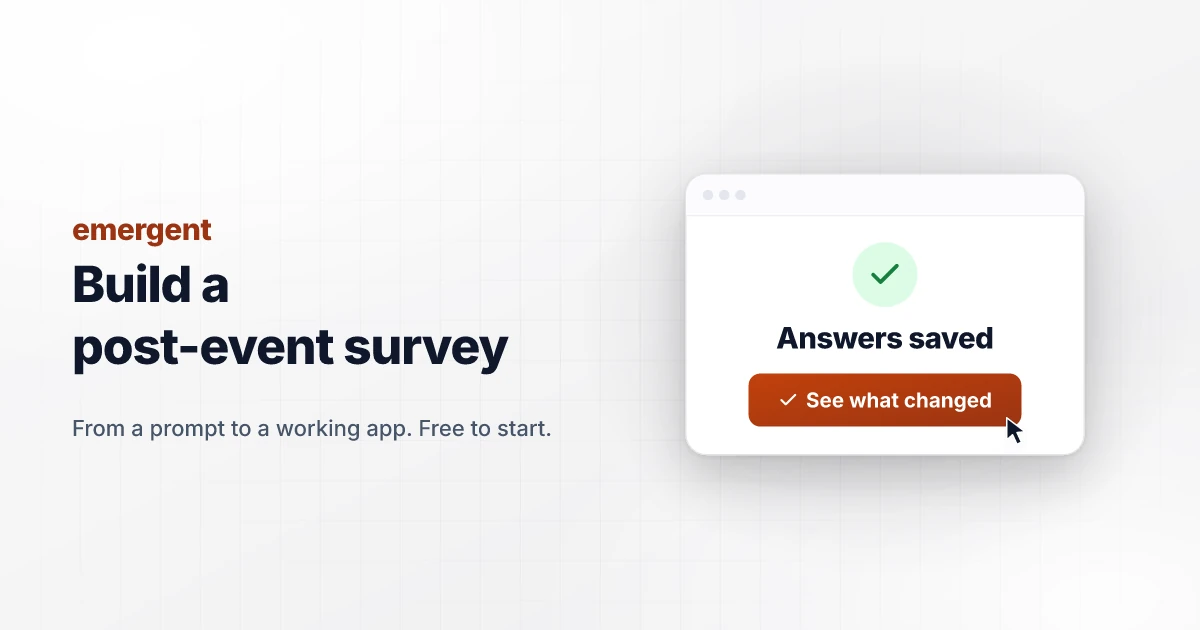 emergent
Build a
post-event survey
From a prompt to a working app. Free to start.
Answers saved
See what changed